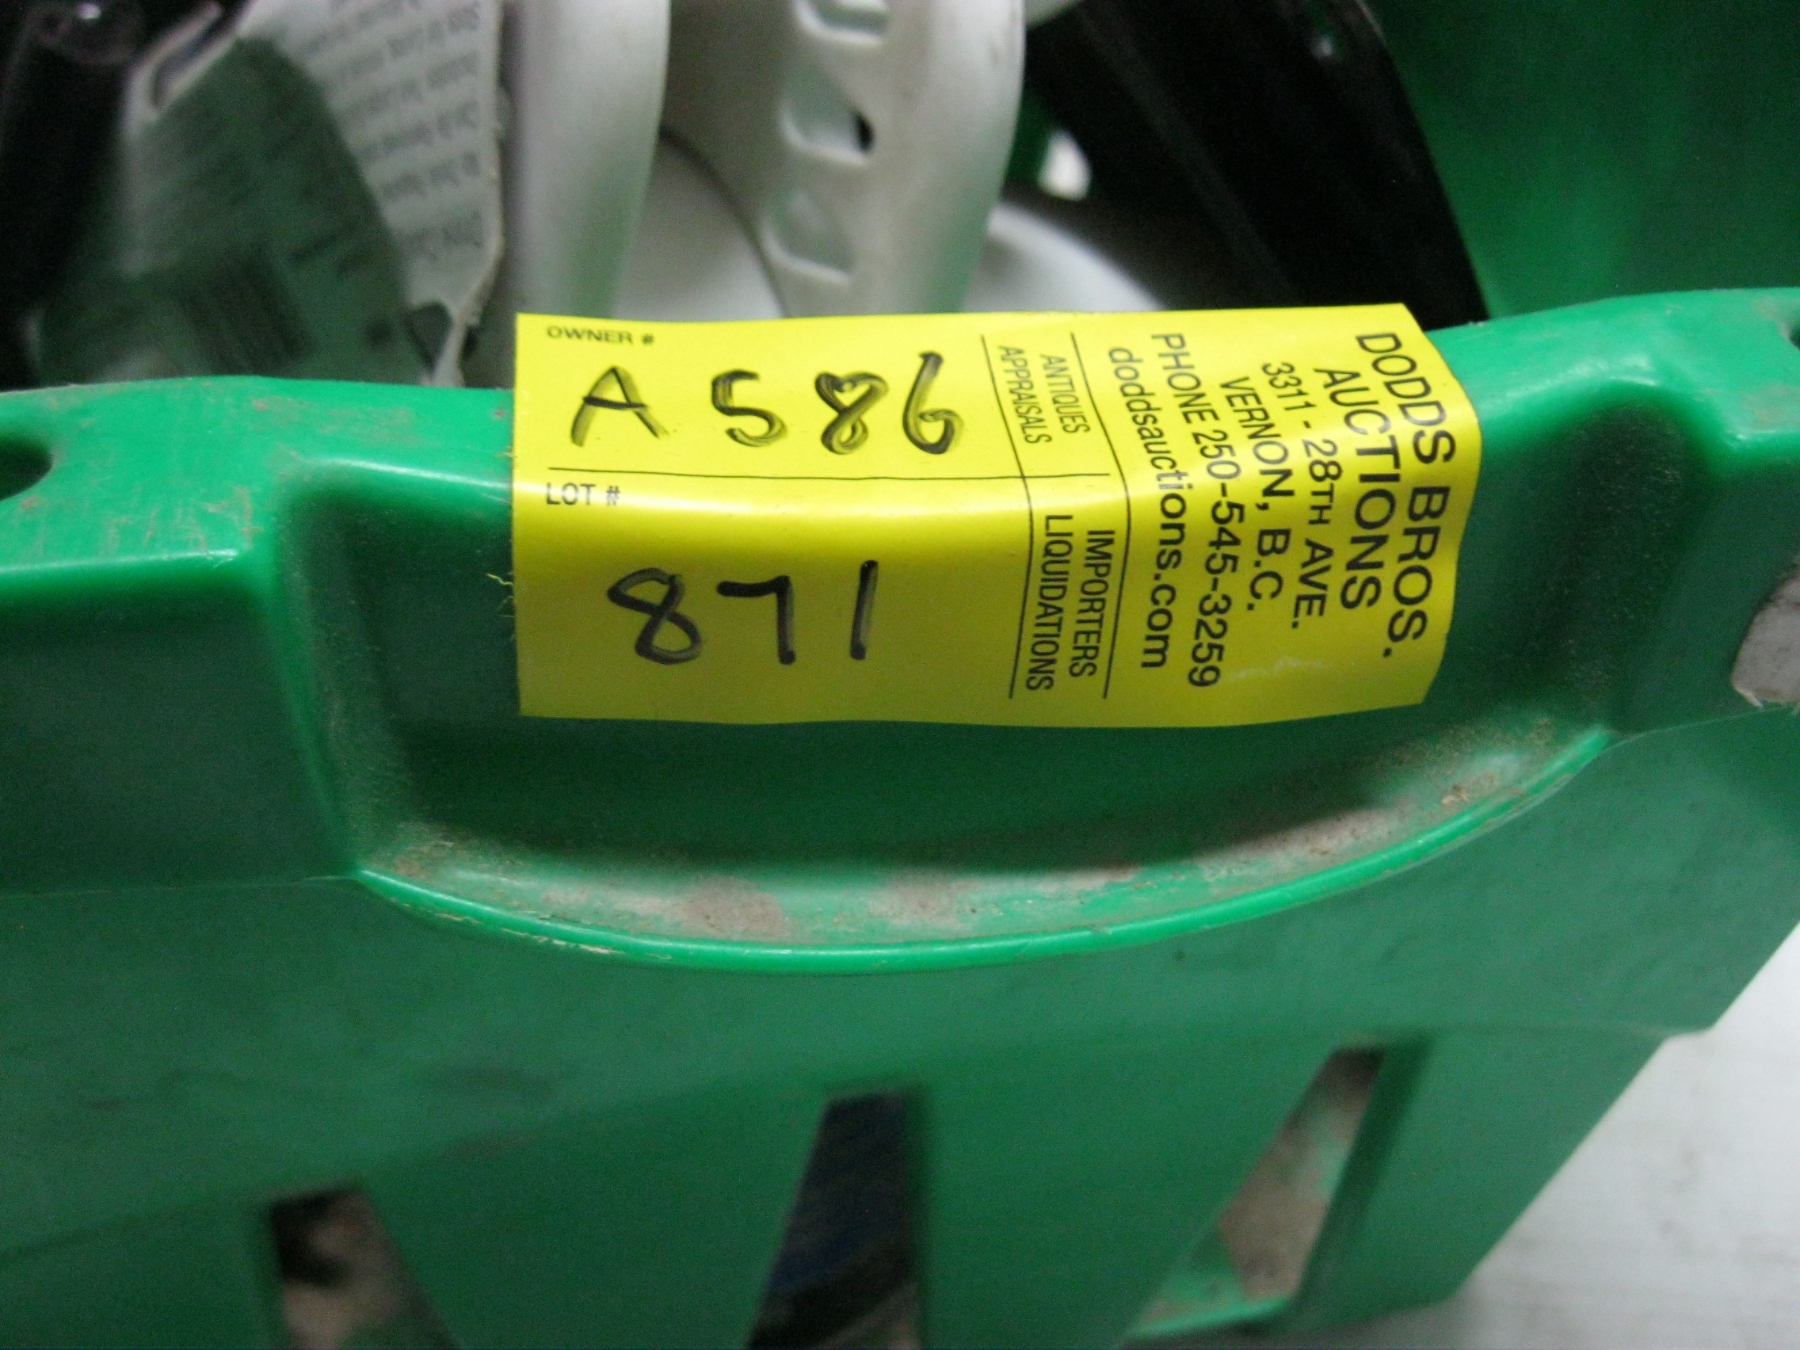 OWNER #
A586
LOT #
871
ANTIQUES
APPRAISALS
IMPORTERS
LIQUIDATIONS
DODDS BROS.
AUCTIONS
3311 - 28TH AVE.
VERNON, B.C.
PHONE 250-545-3259
doddsauctions.com